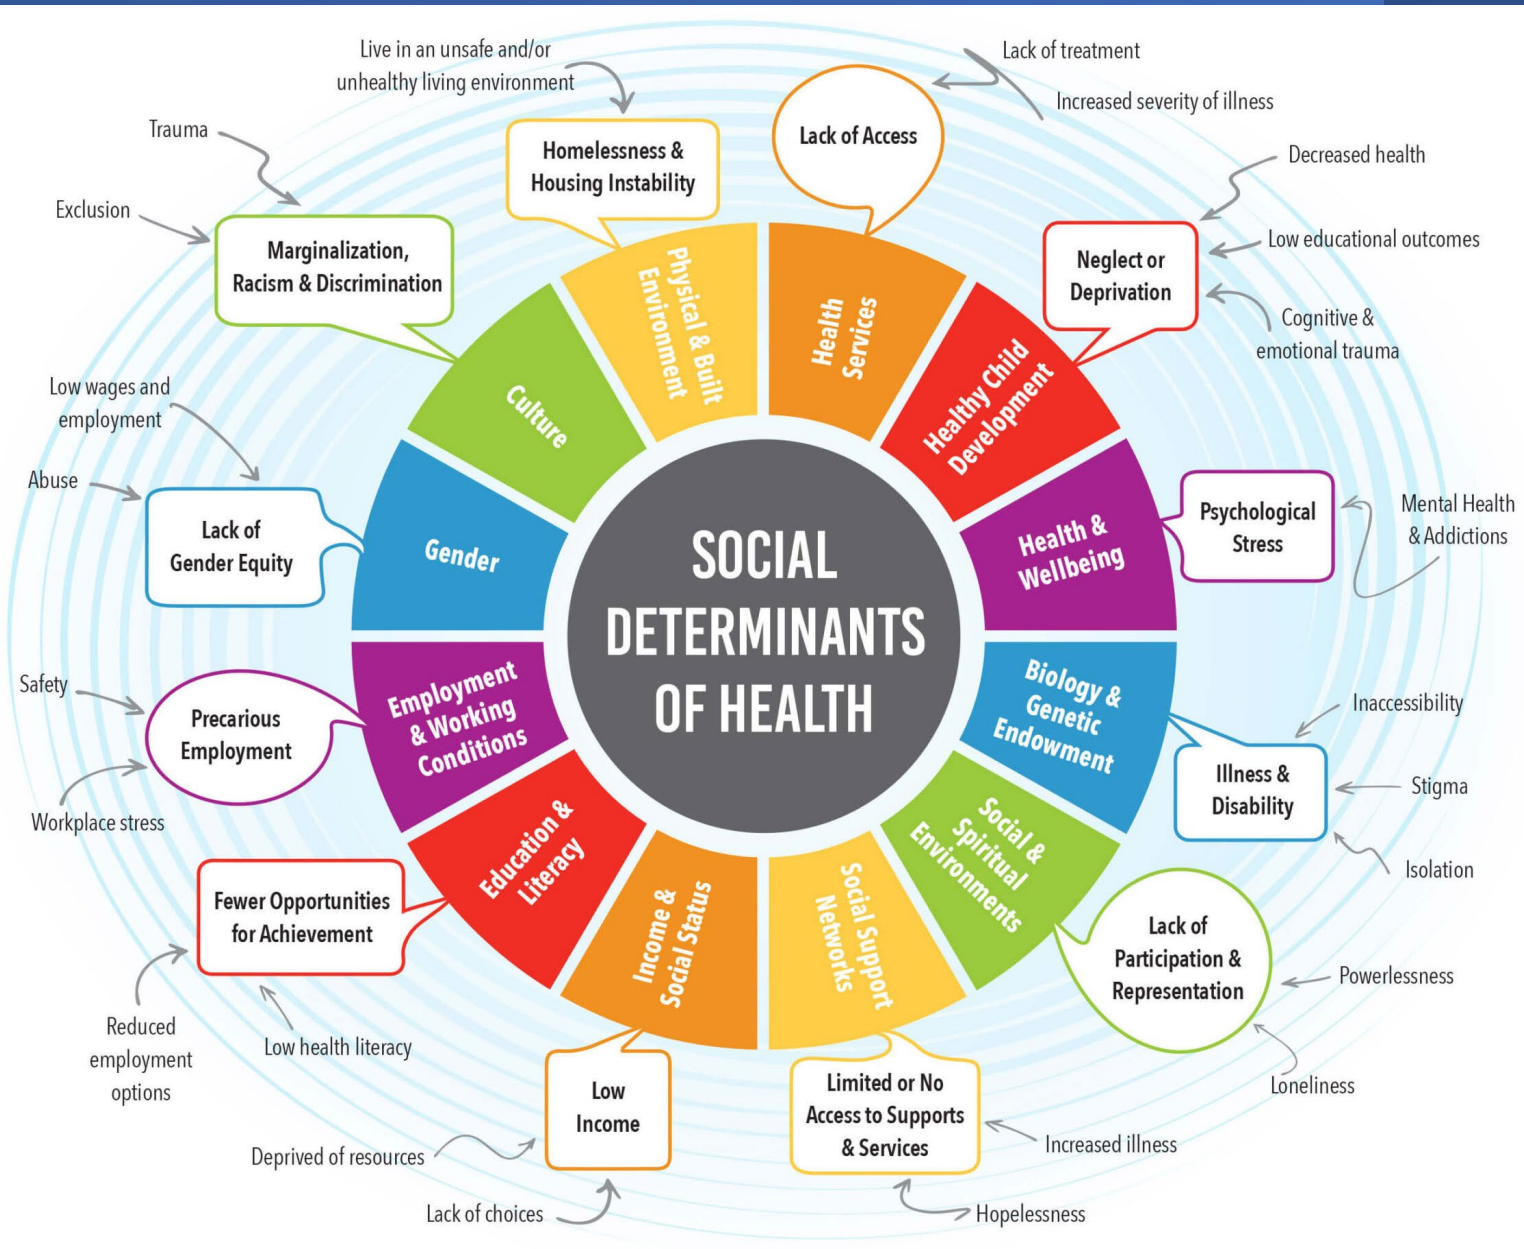 SOCIAL
DETERMINANTS
OF HEALTH
Health
Services
Lack of Access
Lack of treatment
Increased severity of illness
Healthy Child
Development
Neglect or
Deprivation
Decreased health
Low educational outcomes
Cognitive &
emotional trauma
Health &
Wellbeing
Psychological
Stress
Mental Health
& Addictions
Biology &
Genetic
Endowment
Illness &
Disability
Inaccessibility
Stigma
Isolation
Social &
Spiritual
Environments
Lack of
Participation &
Representation
Powerlessness
Loneliness
Social Support
Networks
Limited or No
Access to Supports
& Services
Increased illness
Hopelessness
Income &
Social Status
Low
Income
Deprived of resources
Lack of choices
Education &
Literacy
Fewer Opportunities
for Achievement
Reduced
employment
options
Low health literacy
Employment
& Working
Conditions
Precarious
Employment
Safety
Workplace stress
Gender
Lack of
Gender Equity
Low wages and
employment
Abuse
Culture
Marginalization,
Racism & Discrimination
Trauma
Exclusion
Physical & Built
Environment
Homelessness &
Housing Instability
Live in an unsafe and/or
unhealthy living environment